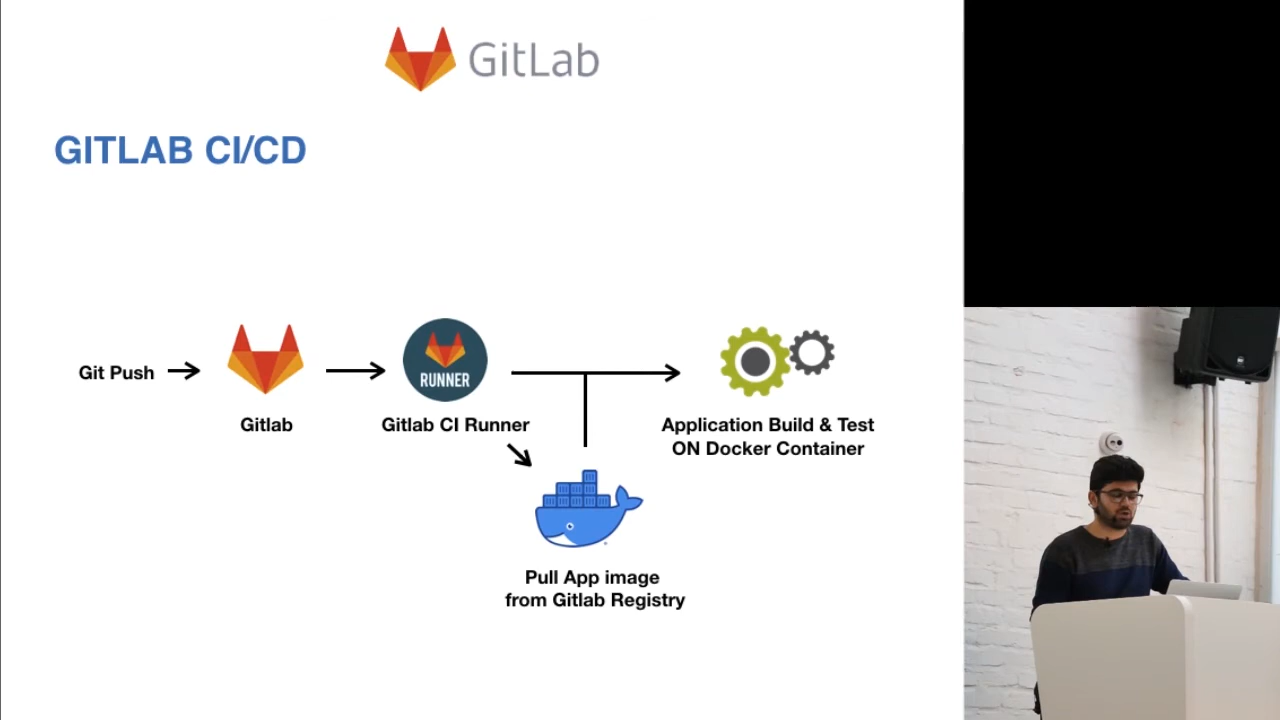 GitLab
GITLAB CI/CD
Git Push
Gitlab
RUNNER
Gitlab CI Runner
Application Build & Test
ON Docker Container
Pull App image
from Gitlab Registry